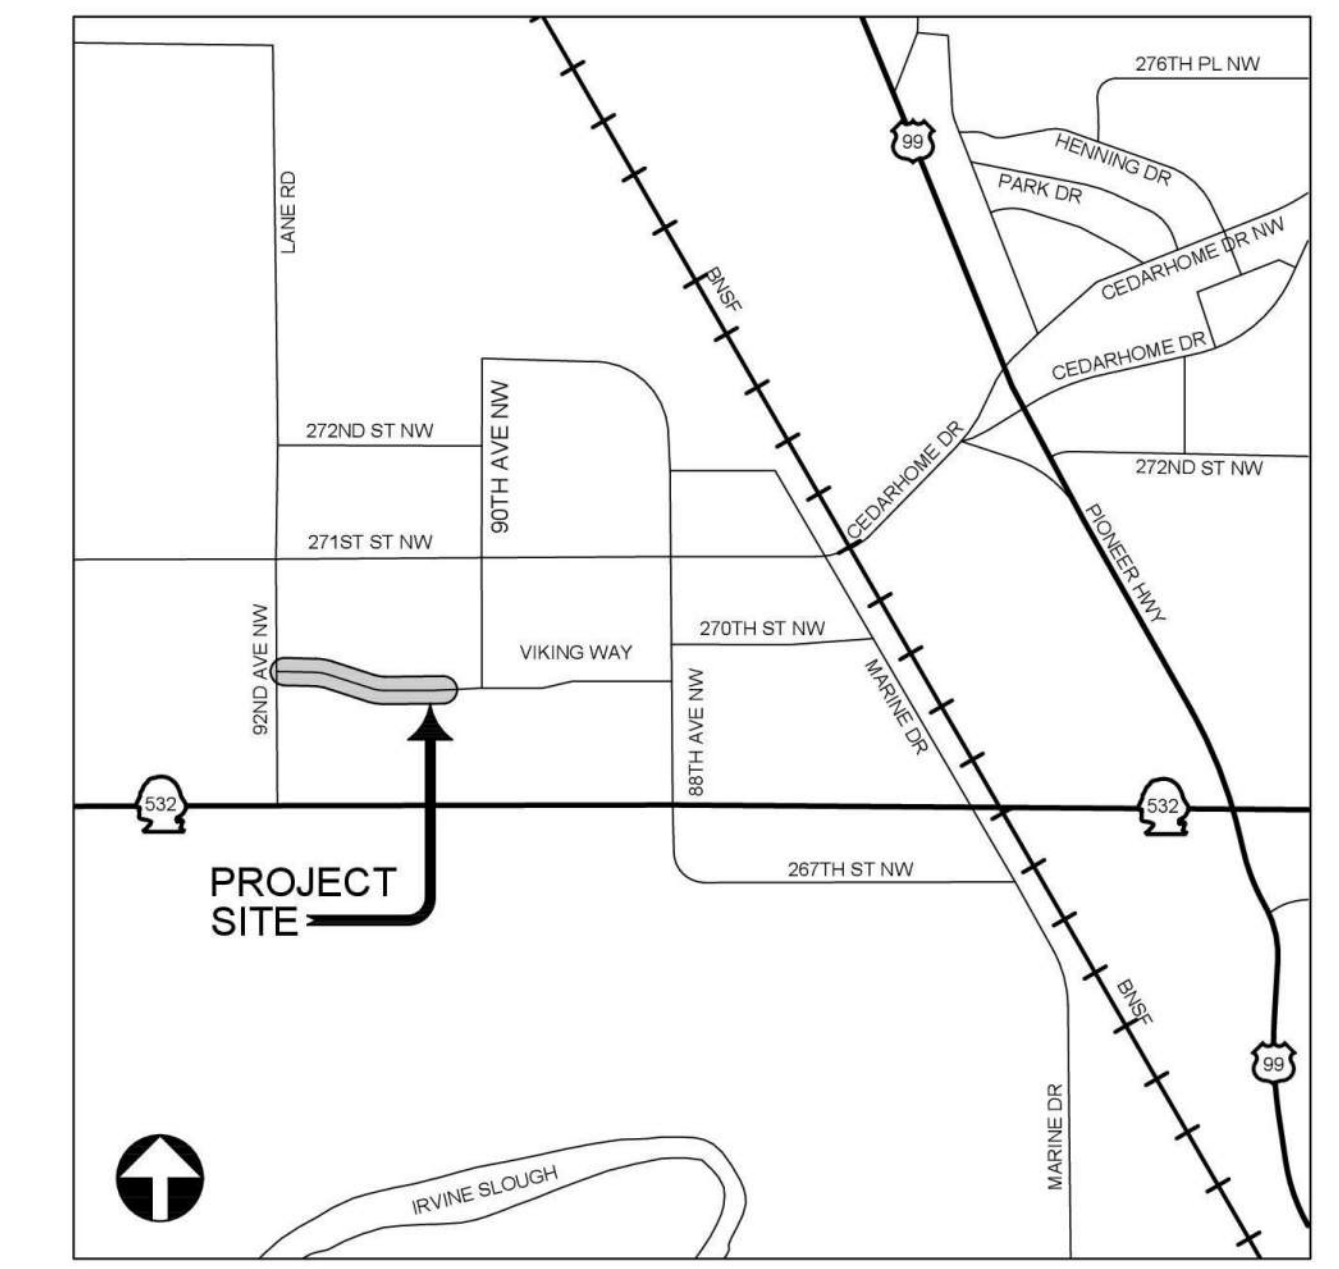 276TH PL NW
99
HENNING DR
PARK DR
LANE RD
CEDARHOME DR NW
BNSF
CEDARHOME DR
90TH AVE NW
272ND ST NW
CEDARHOME DR
272ND ST NW
271ST ST NW
PIONEER HWY
92ND AVE NW
270TH ST NW
VIKING WAY
MARINE DR
88TH AVE NW
532
532
PROJECT
SITE
267TH ST NW
BNSF
99
MARINE DR
IRVINE SLOUGH